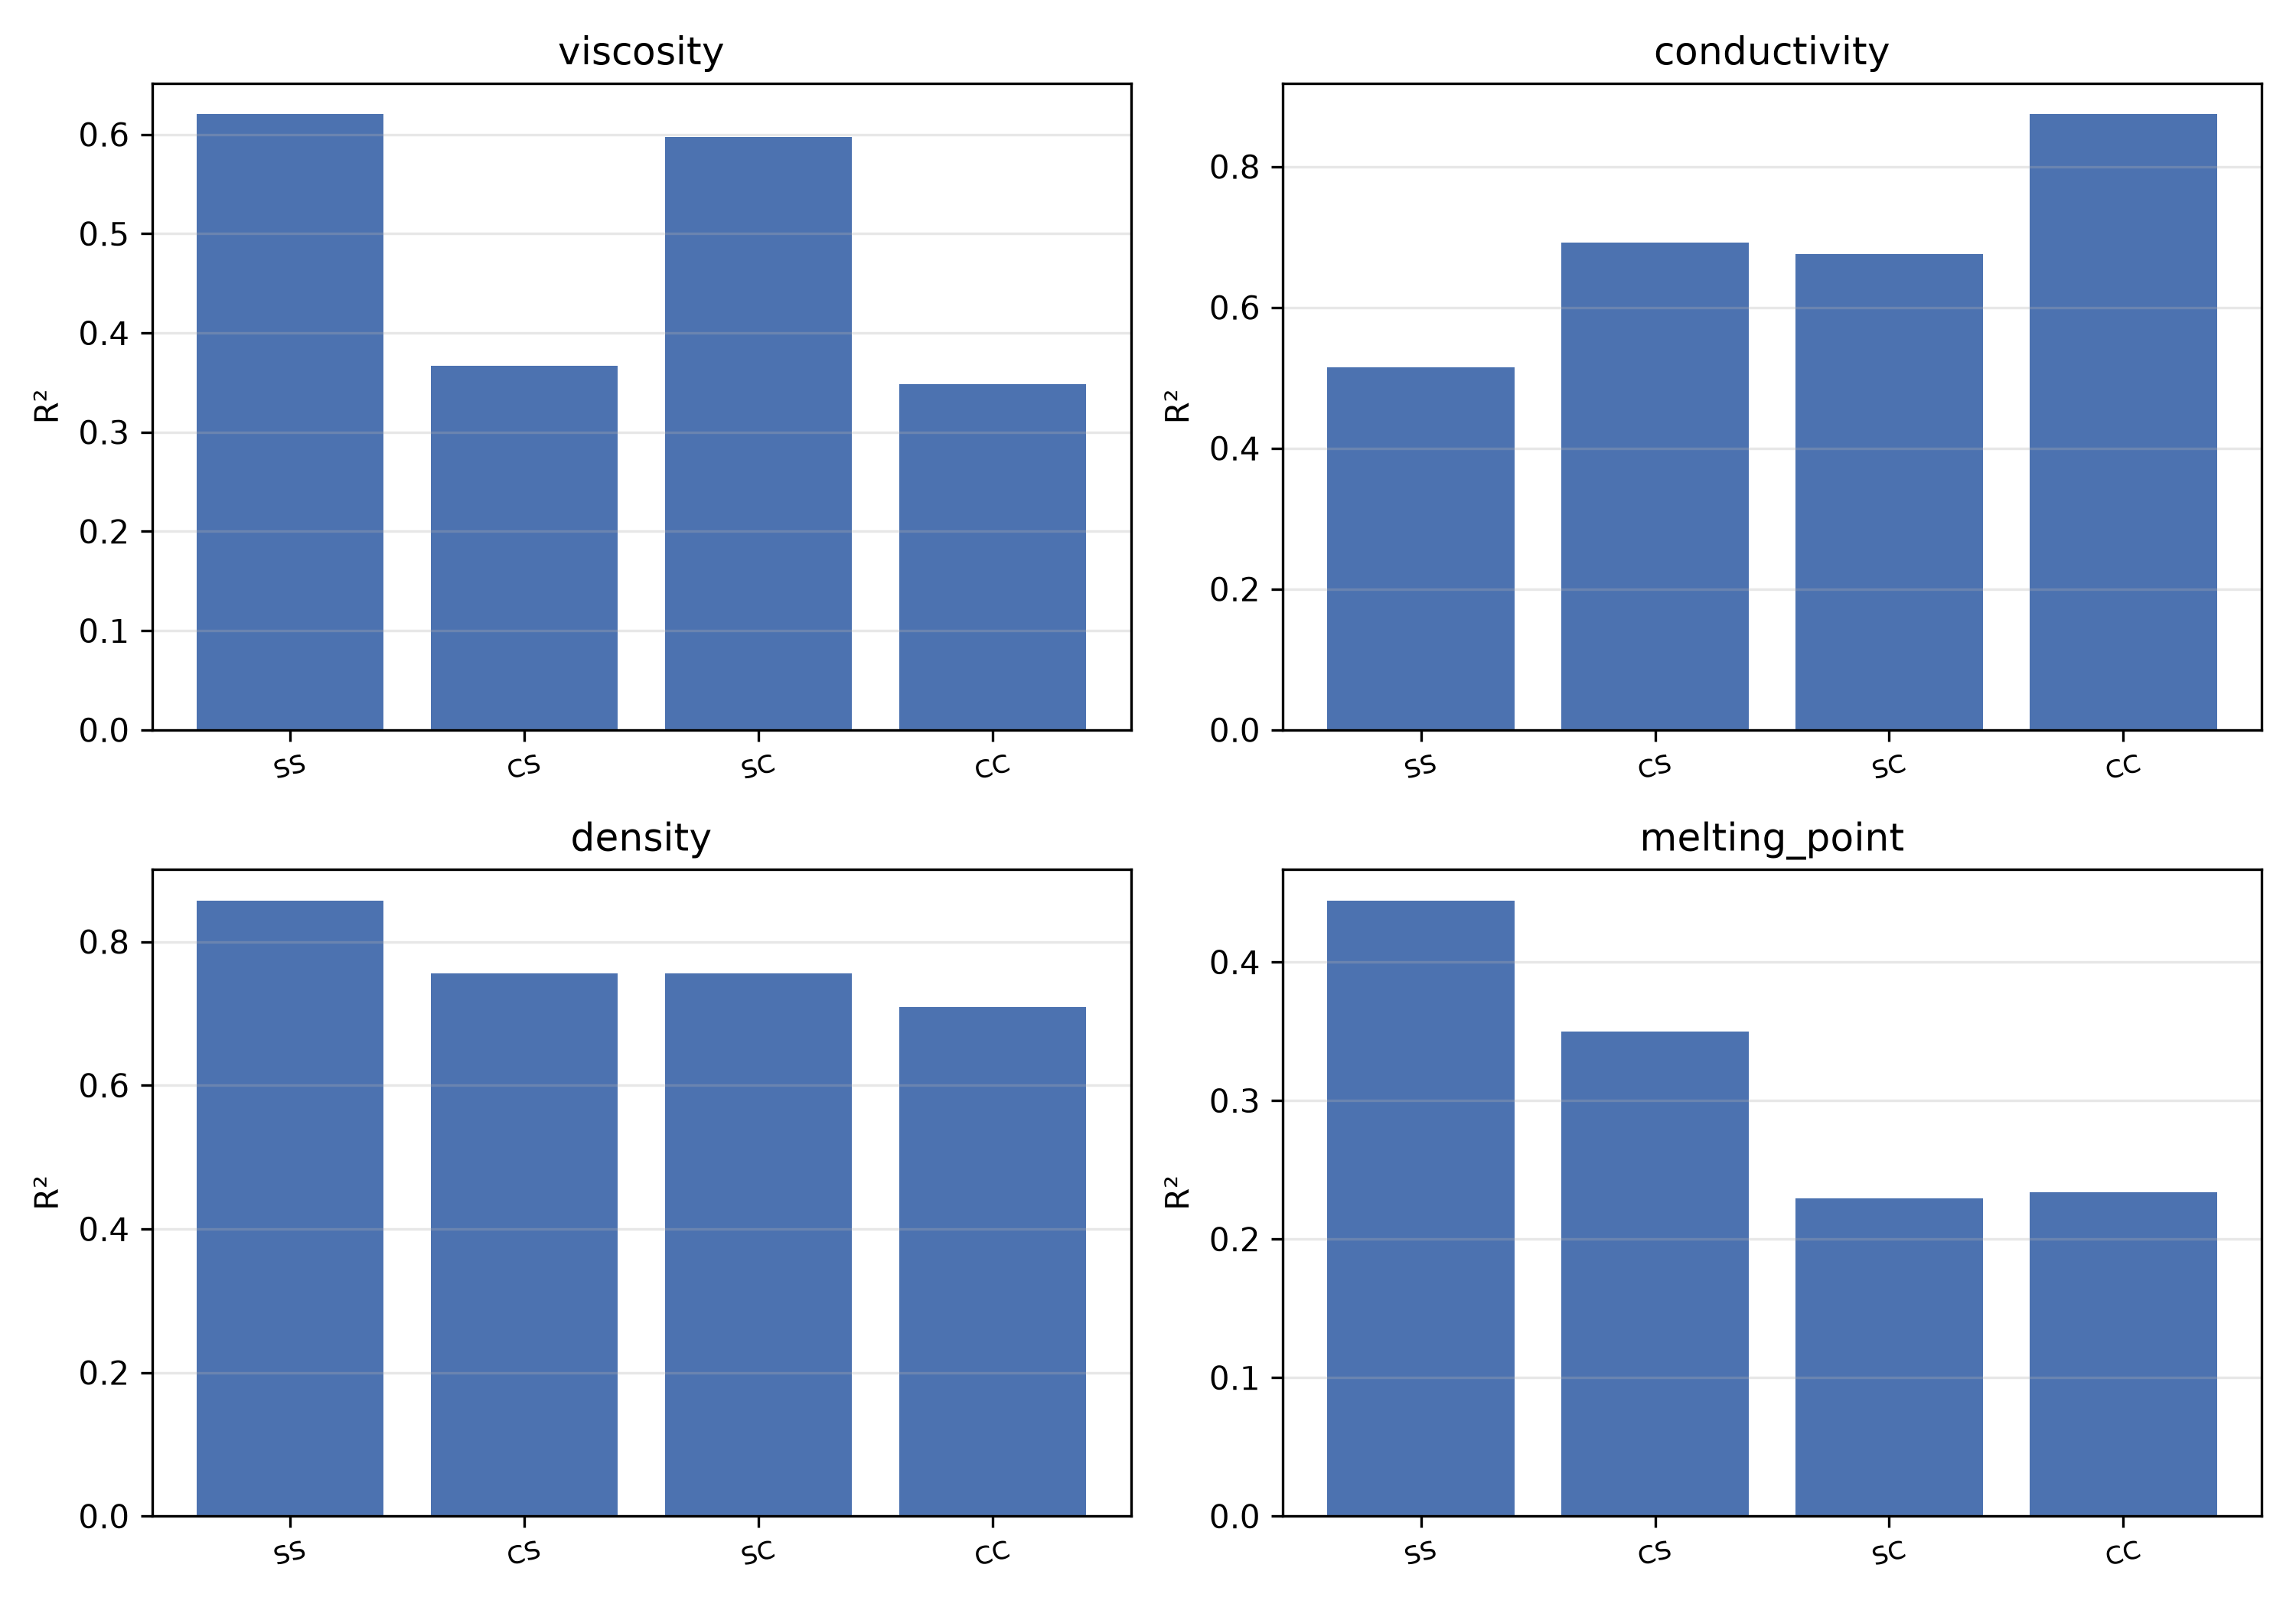 viscosity
R²
0.6
0.5
0.4
0.3
0.2
0.1
0.0
SS
CS
SC
CC
conductivity
R²
0.8
0.6
0.4
0.2
0.0
SS
CS
SC
CC
density
R²
0.8
0.6
0.4
0.2
0.0
SS
CS
SC
CC
melting_point
R²
0.4
0.3
0.2
0.1
0.0
SS
CS
SC
CC